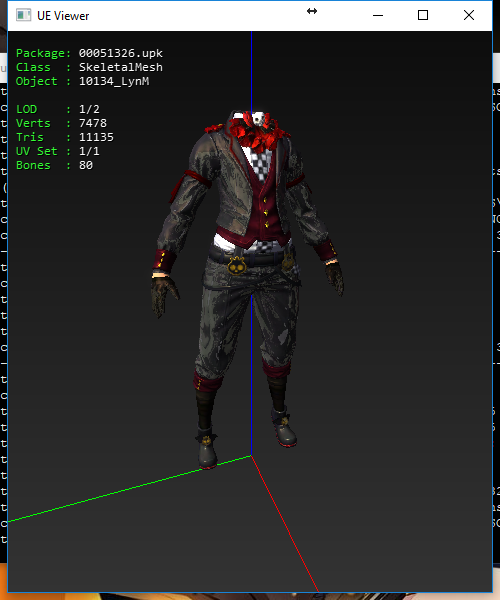 UE Viewer
Package: 00051326.upk
Class : SkeletalMesh
Object : 10134_LynM
LOD : 1/2
Verts : 7478
Tris : 11135
UV Set : 1/1
Bones : 80